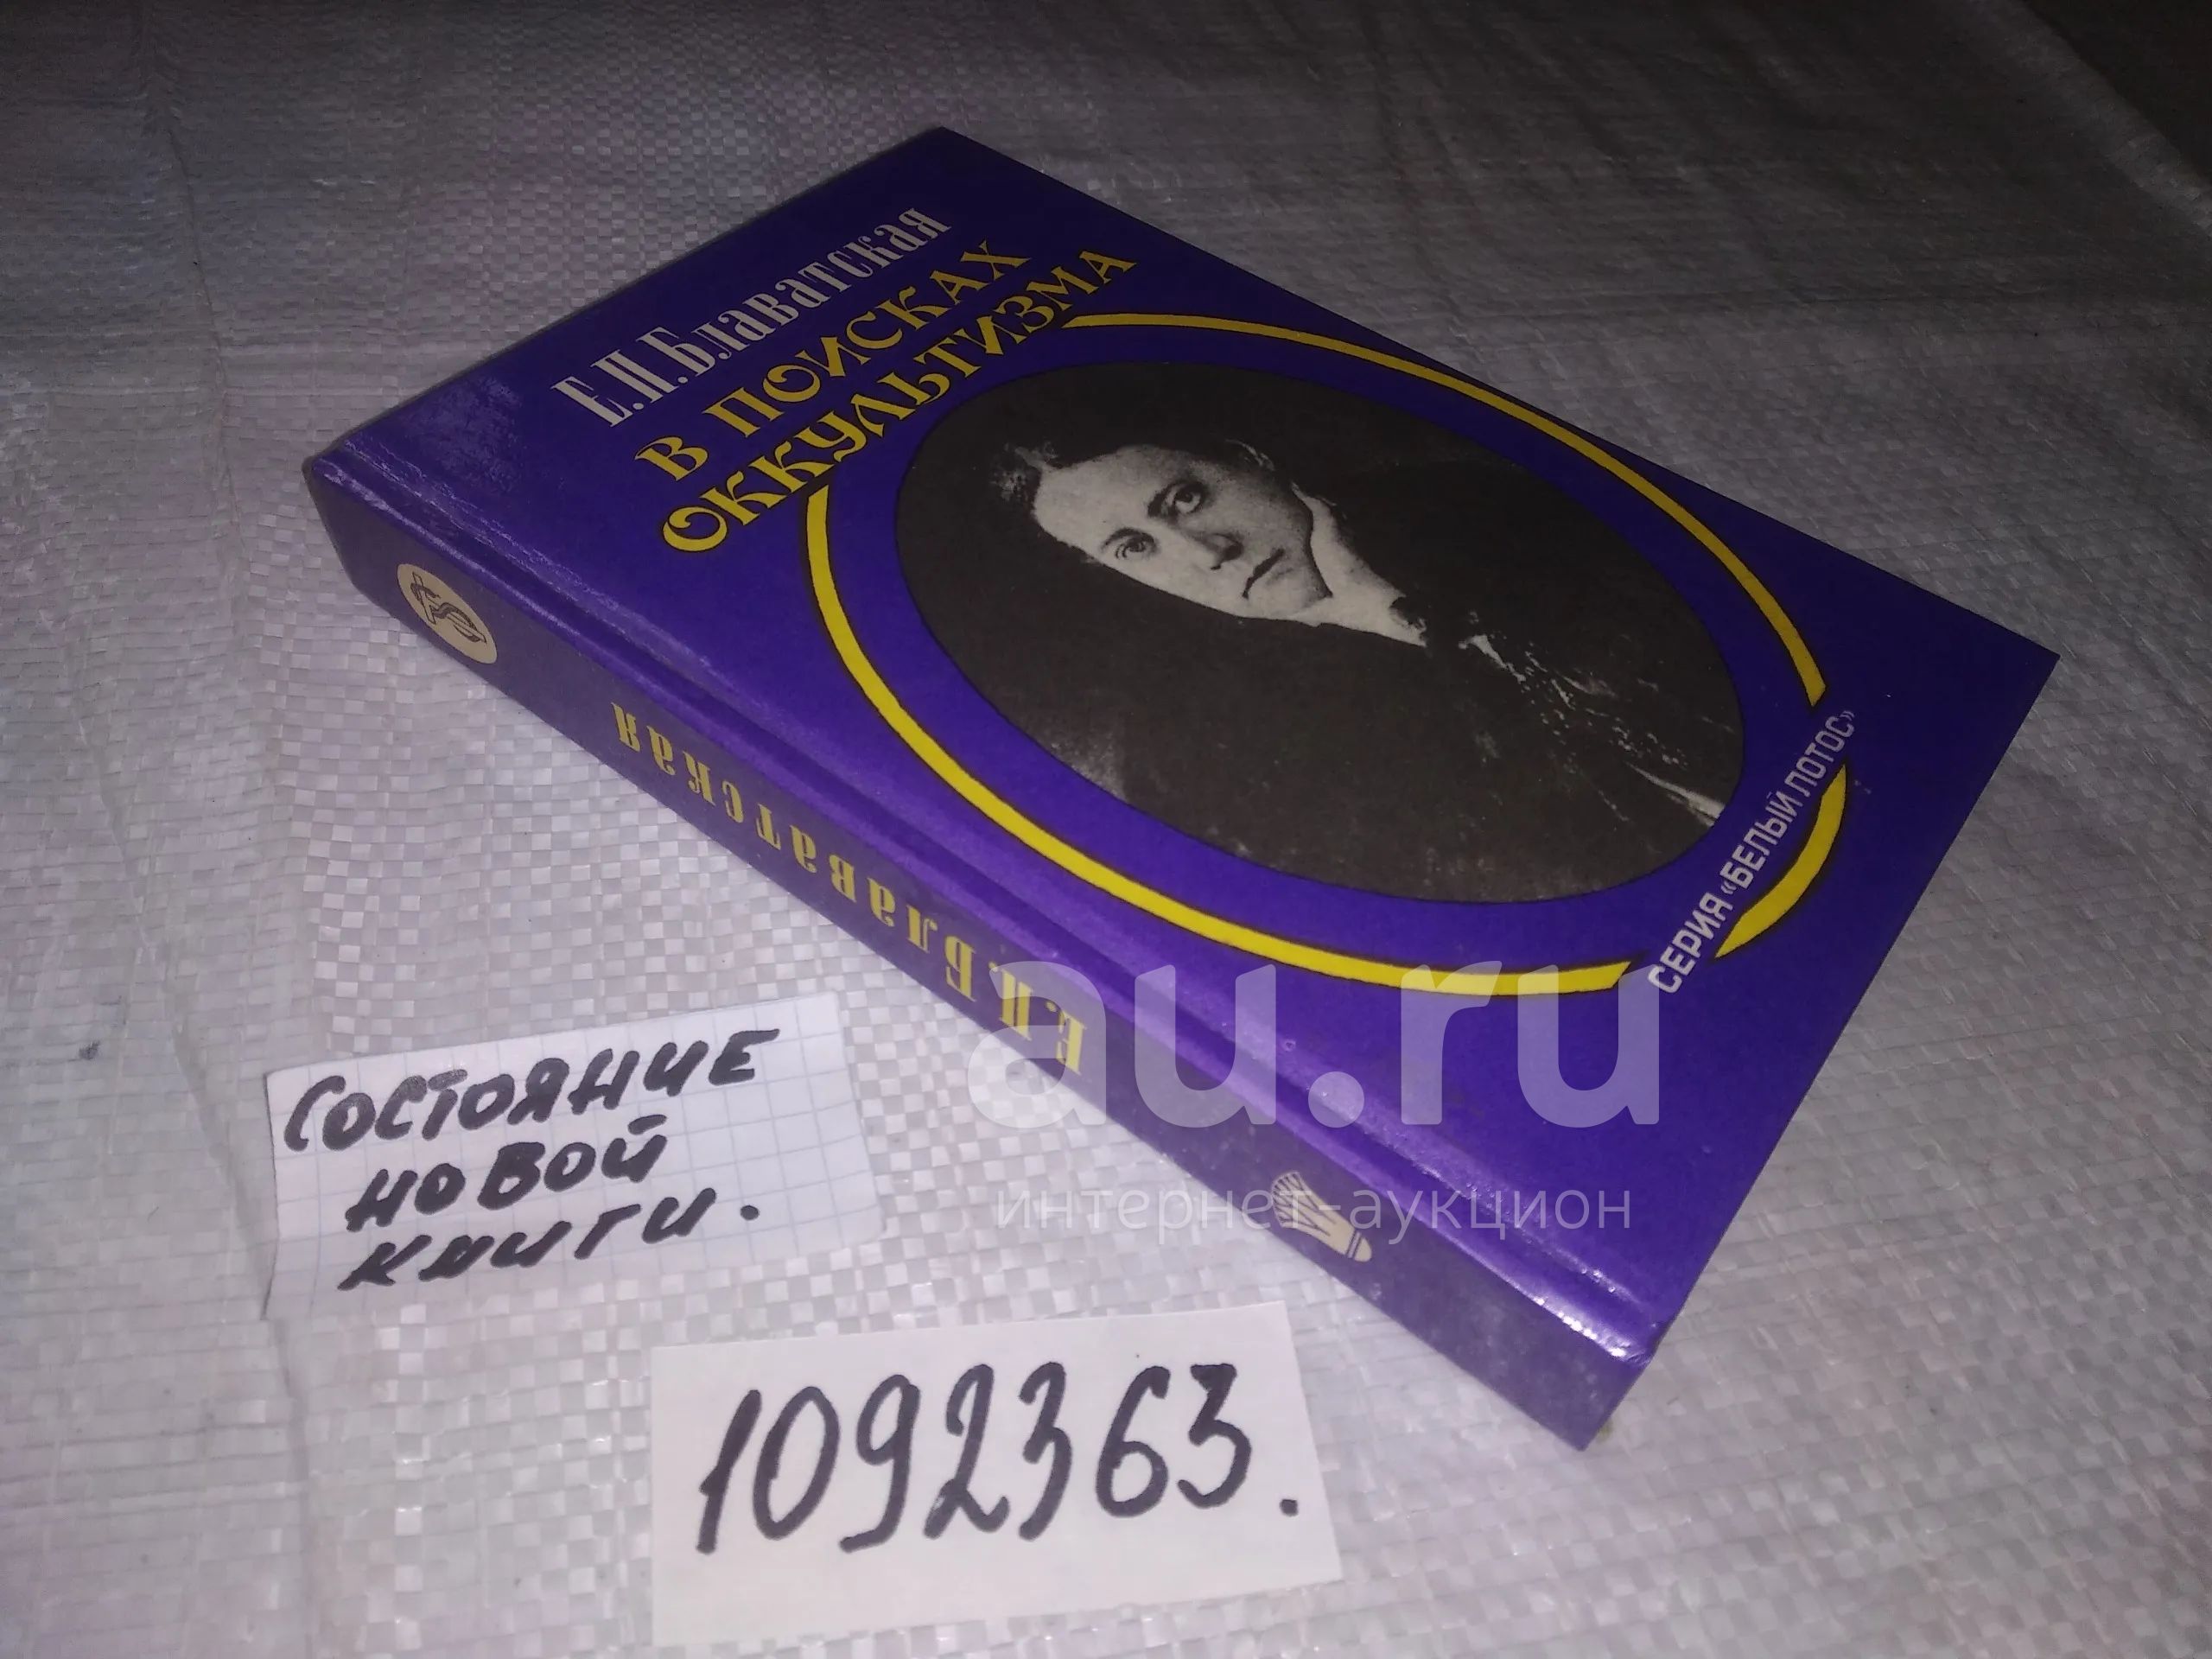 Е.П.Блаватская
В ПОИСКАХ
ОККУЛЬТИЗМА
СЕРИЯ «БЕЛЫЙ ЛОТОС»
Е.П.Блаватская
au.ru
интернет-аукцион
СОСТОЯНИЕ
НОВОЙ
КНИГИ.
1092363.